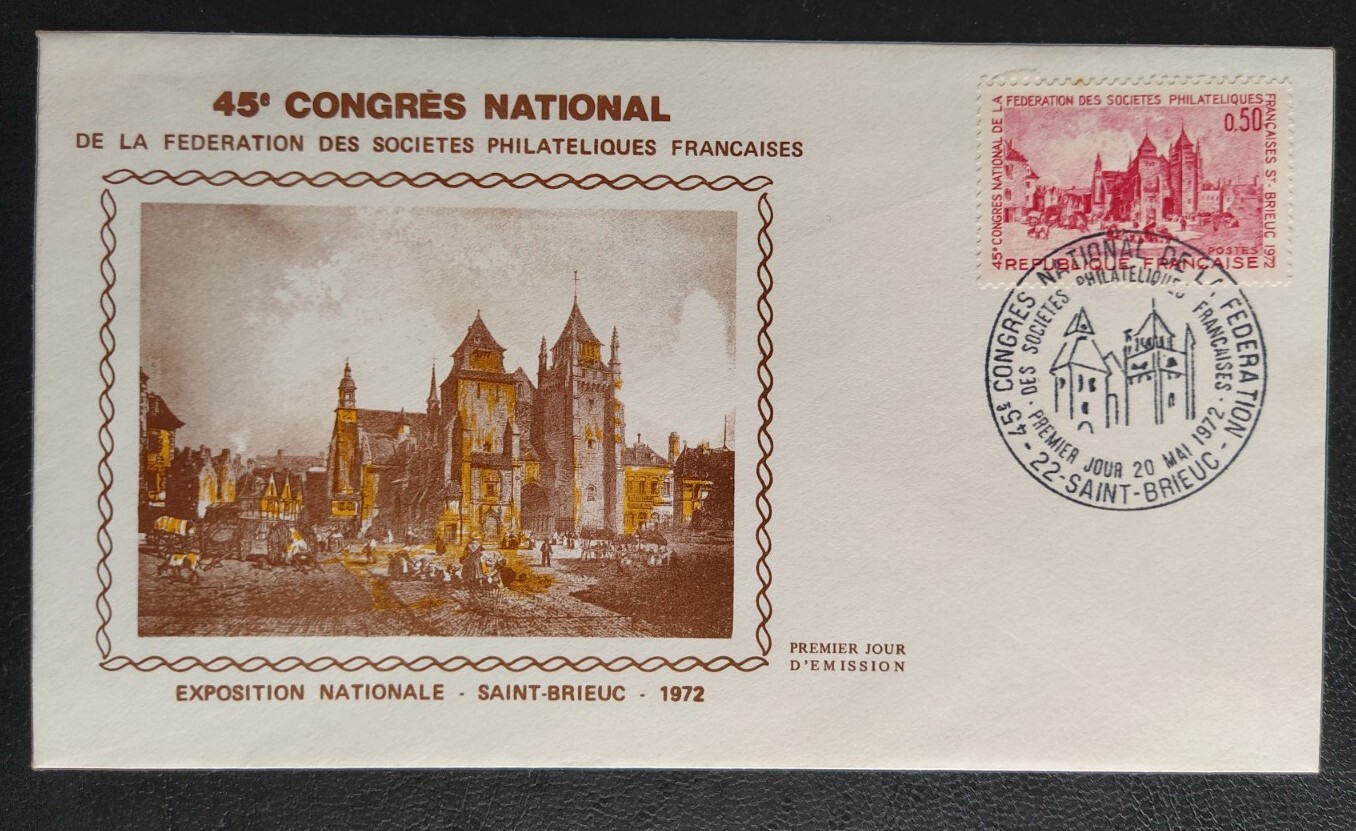 45e CONGRÈS NATIONAL
DE LA FEDERATION DES SOCIETES PHILATELIQUES FRANCAISES
EXPOSITION NATIONALE - SAINT-BRIEUC - 1972
PREMIER JOUR
D'EMISSION
45e CONGRES NATIONAL DE LA
FEDERATION DES SOCIETES PHILATELIQUES
FRANÇAISES ST-BRIEUC 1972
0,50
POSTES
REPUBLIQUE FRANÇAISE
45e CONGRES NATIONAL DE LA FEDERATION
DES SOCIETES PHILATELIQUES FRANCAISES
PREMIER JOUR 20 MAI 1972
22-SAINT-BRIEUC